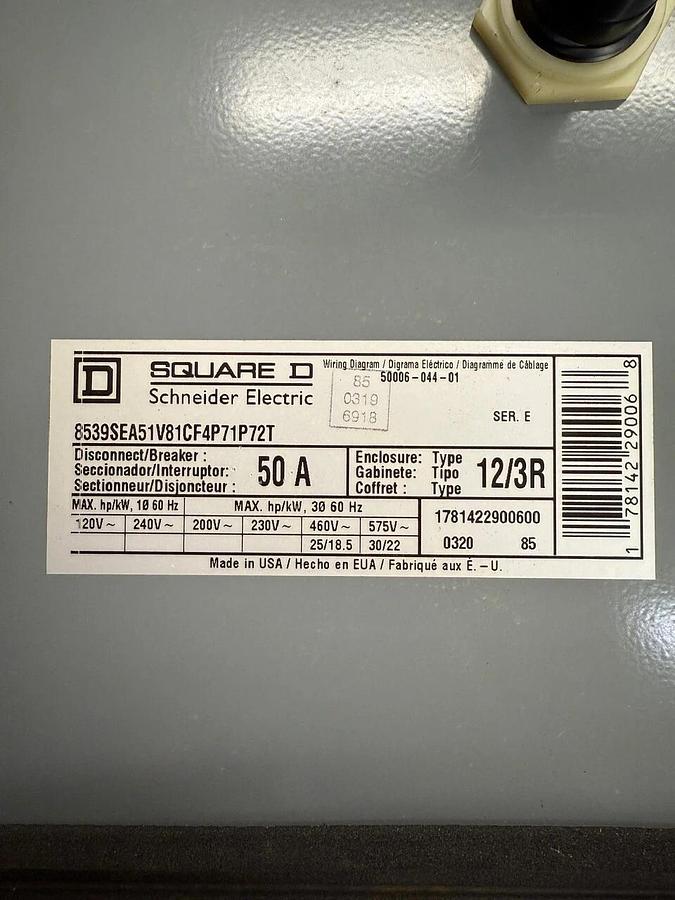 D
SQUARE D
Schneider Electric
Wiring Diagram / Digrama Eléctrico / Diagramme de Câblage
50006-044-01
85
0319
6918
SER. E
8539SEA51V81CF4P71P72T
Disconnect/Breaker :
Seccionador/Interruptor:
Sectionneur/Disjoncteur :
50 A
Enclosure: Type
Gabinete: Tipo
Coffret : Type
12/3R
MAX. hp/kW, 1Ø 60 Hz
MAX. hp/kW, 3Ø 60 Hz
120V~ 240V~ 200V~ 230V~ 460V~ 575V~
25/18.5 30/22
1781422900600
0320 85
Made in USA / Hecho en EUA / Fabriqué aux É. -U.
1 78142 29006 8